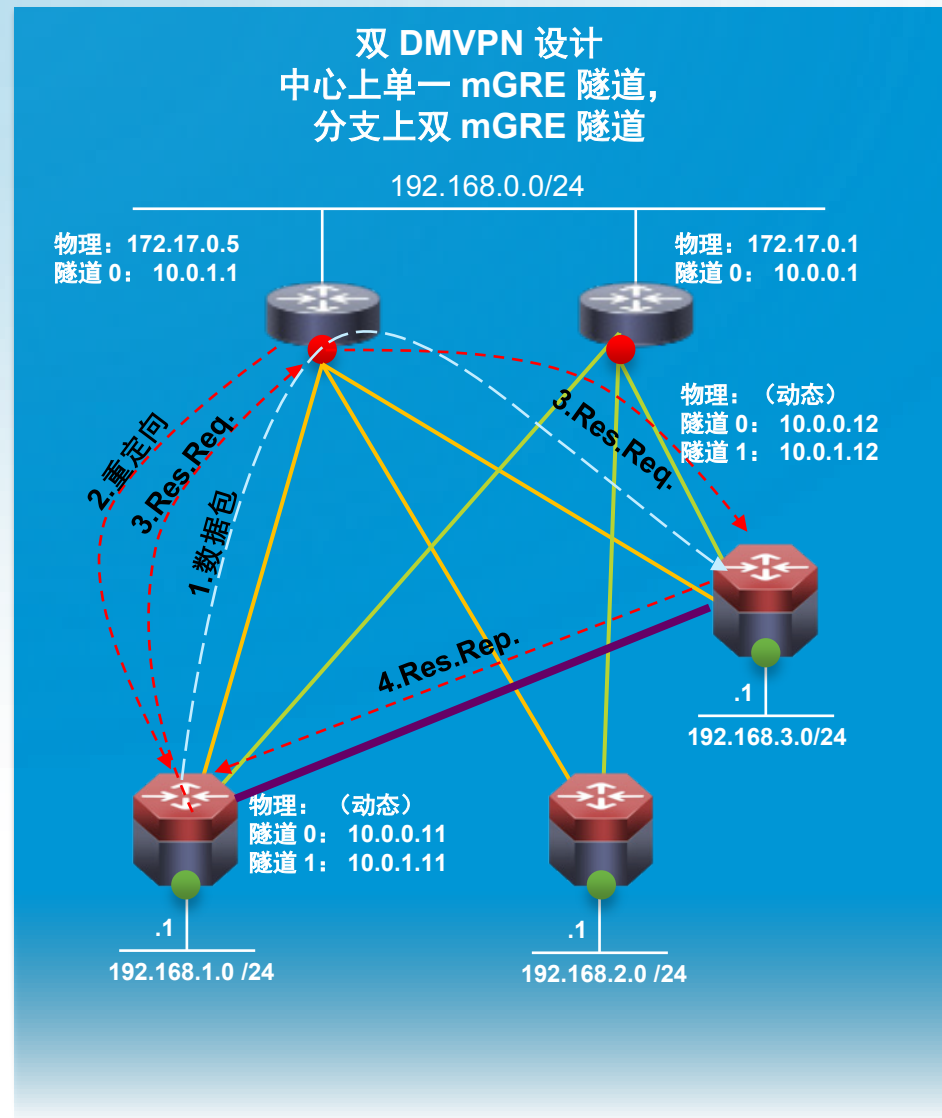 双 DMVPN 设计
中心上单一 mGRE 隧道，
分支上双 mGRE 隧道
192.168.0.0/24
物理：172.17.0.5
隧道 0： 10.0.1.1
物理：172.17.0.1
隧道 0： 10.0.0.1
物理： （动态）
隧道 0： 10.0.0.12
隧道 1： 10.0.1.12
2.重定向
3.Res.Req.
1.数据包
3.Res.Req.
4.Res.Rep.
.1
192.168.3.0/24
物理： （动态）
隧道 0： 10.0.0.11
隧道 1： 10.0.1.11
.1
192.168.1.0 /24
.1
192.168.2.0 /24